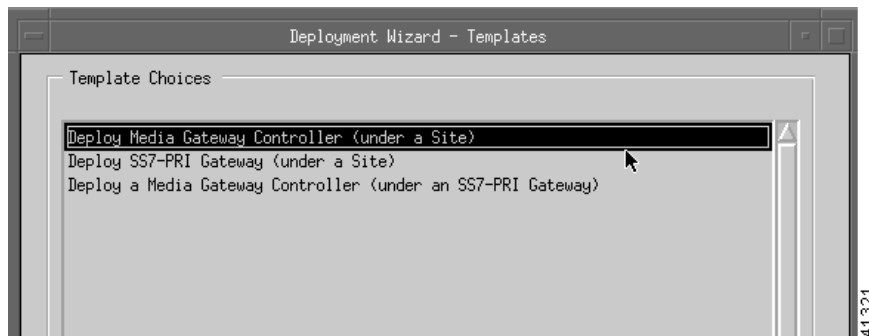 Deployment Wizard - Templates
Template Choices
Deploy Media Gateway Controller (under a Site)
Deploy SS7-PRI Gateway (under a Site)
Deploy a Media Gateway Controller (under an SS7-PRI Gateway)
41321